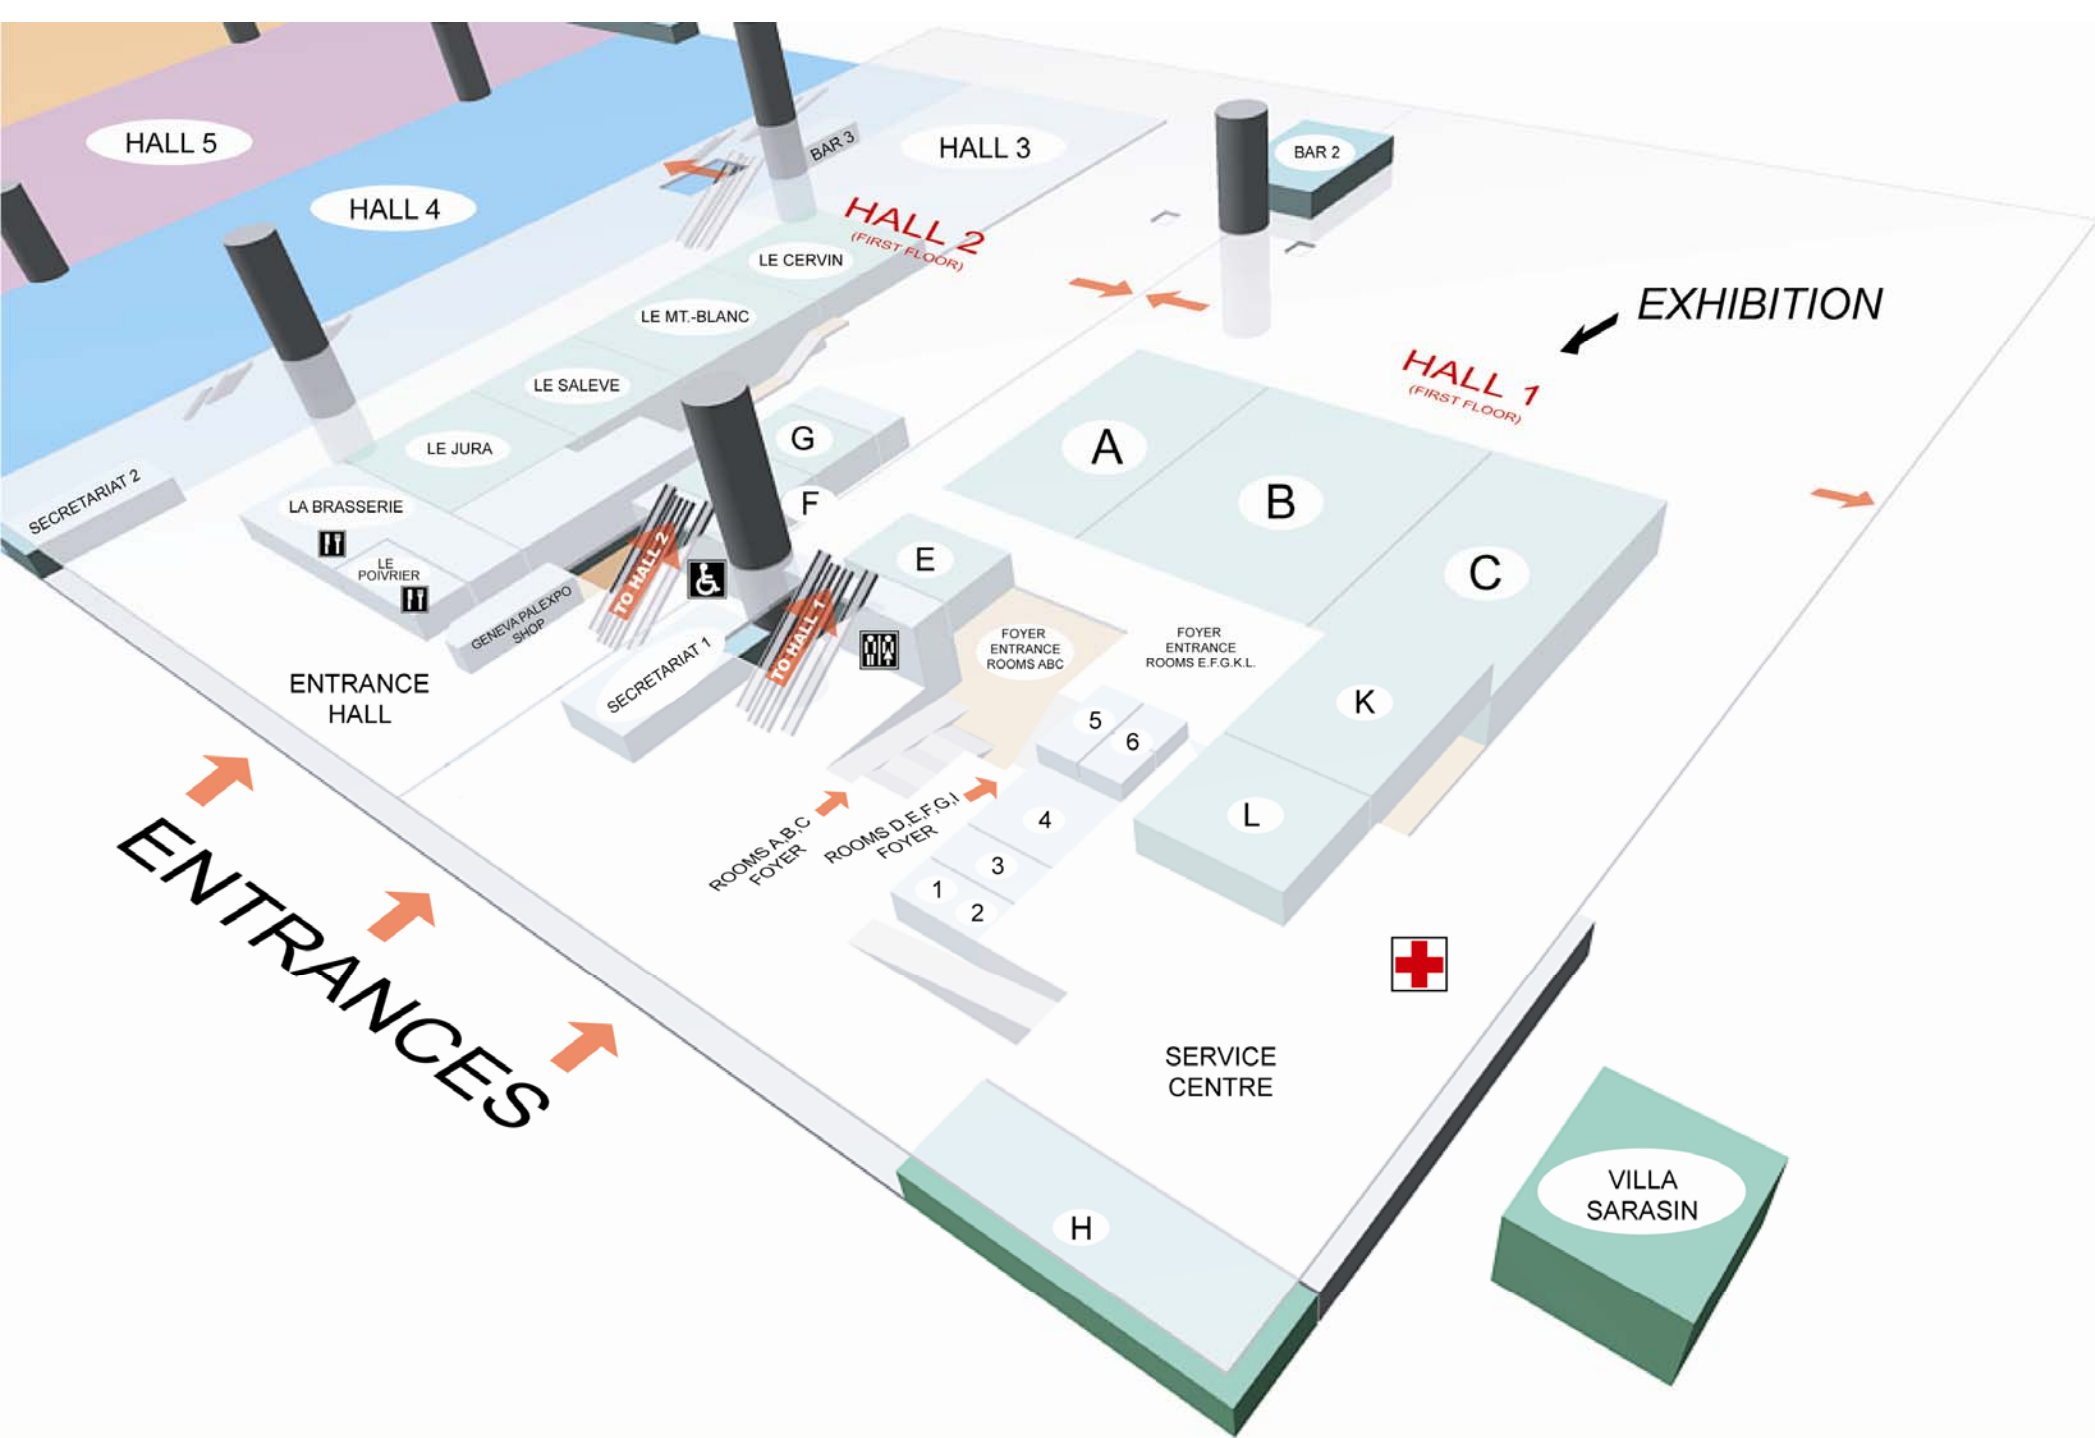 HALL 5
HALL 4
BAR 3
HALL 3
BAR 2
HALL 2
(FIRST FLOOR)
LE CERVIN
LE MT.-BLANC
LE SALEVE
LE JURA
EXHIBITION
HALL 1
(FIRST FLOOR)
SECRETARIAT 2
LA BRASSERIE
LE
POIVRIER
GENEVA PALEXPO
SHOP
TO HALL 2
G
F
E
A
B
C
SECRETARIAT 1
TO HALL 1
FOYER
ENTRANCE
ROOMS ABC
FOYER
ENTRANCE
ROOMS E.F.G.K.L.
ENTRANCE
HALL
K
L
5
6
4
3
1
2
ROOMS A,B,C
FOYER
ROOMS D,E,F,G,I
FOYER
ENTRANCES
SERVICE
CENTRE
H
VILLA
SARASIN